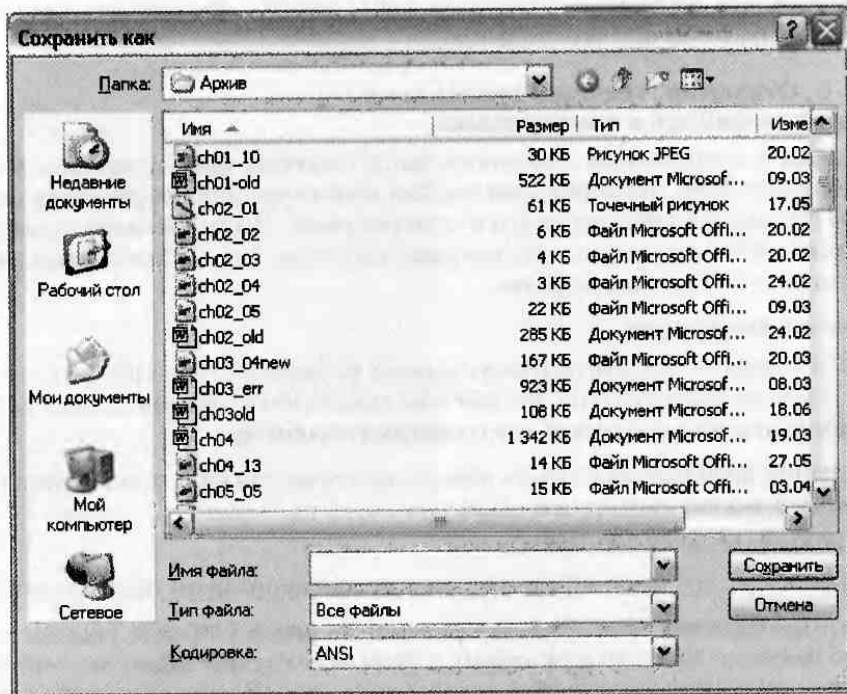 Сохранить как
Папка: Архив
Недавние документы
Рабочий стол
Мои документы
Мой компьютер
Сетевое
Имя Размер Тип Изме
ch01_10 30 КБ Рисунок JPEG 20.02
ch01-old 522 КБ Документ Microsof... 09.03
ch02_01 61 КБ Точечный рисунок 17.05
ch02_02 6 КБ Файл Microsoft Offi... 20.02
ch02_03 4 КБ Файл Microsoft Offi... 20.02
ch02_04 3 КБ Файл Microsoft Offi... 24.02
ch02_05 22 КБ Файл Microsoft Offi... 09.03
ch02_old 285 КБ Документ Microsof... 24.02
ch03_04new 167 КБ Файл Microsoft Offi... 20.03
ch03_err 923 КБ Документ Microsof... 08.03
ch03old 108 КБ Документ Microsof... 18.06
ch04 1 342 КБ Документ Microsof... 19.03
ch04_13 14 КБ Файл Microsoft Offi... 27.05
ch05_05 15 КБ Файл Microsoft Offi... 03.04
Имя файла: Сохранить
Тип файла: Все файлы Отмена
Кодировка: ANSI